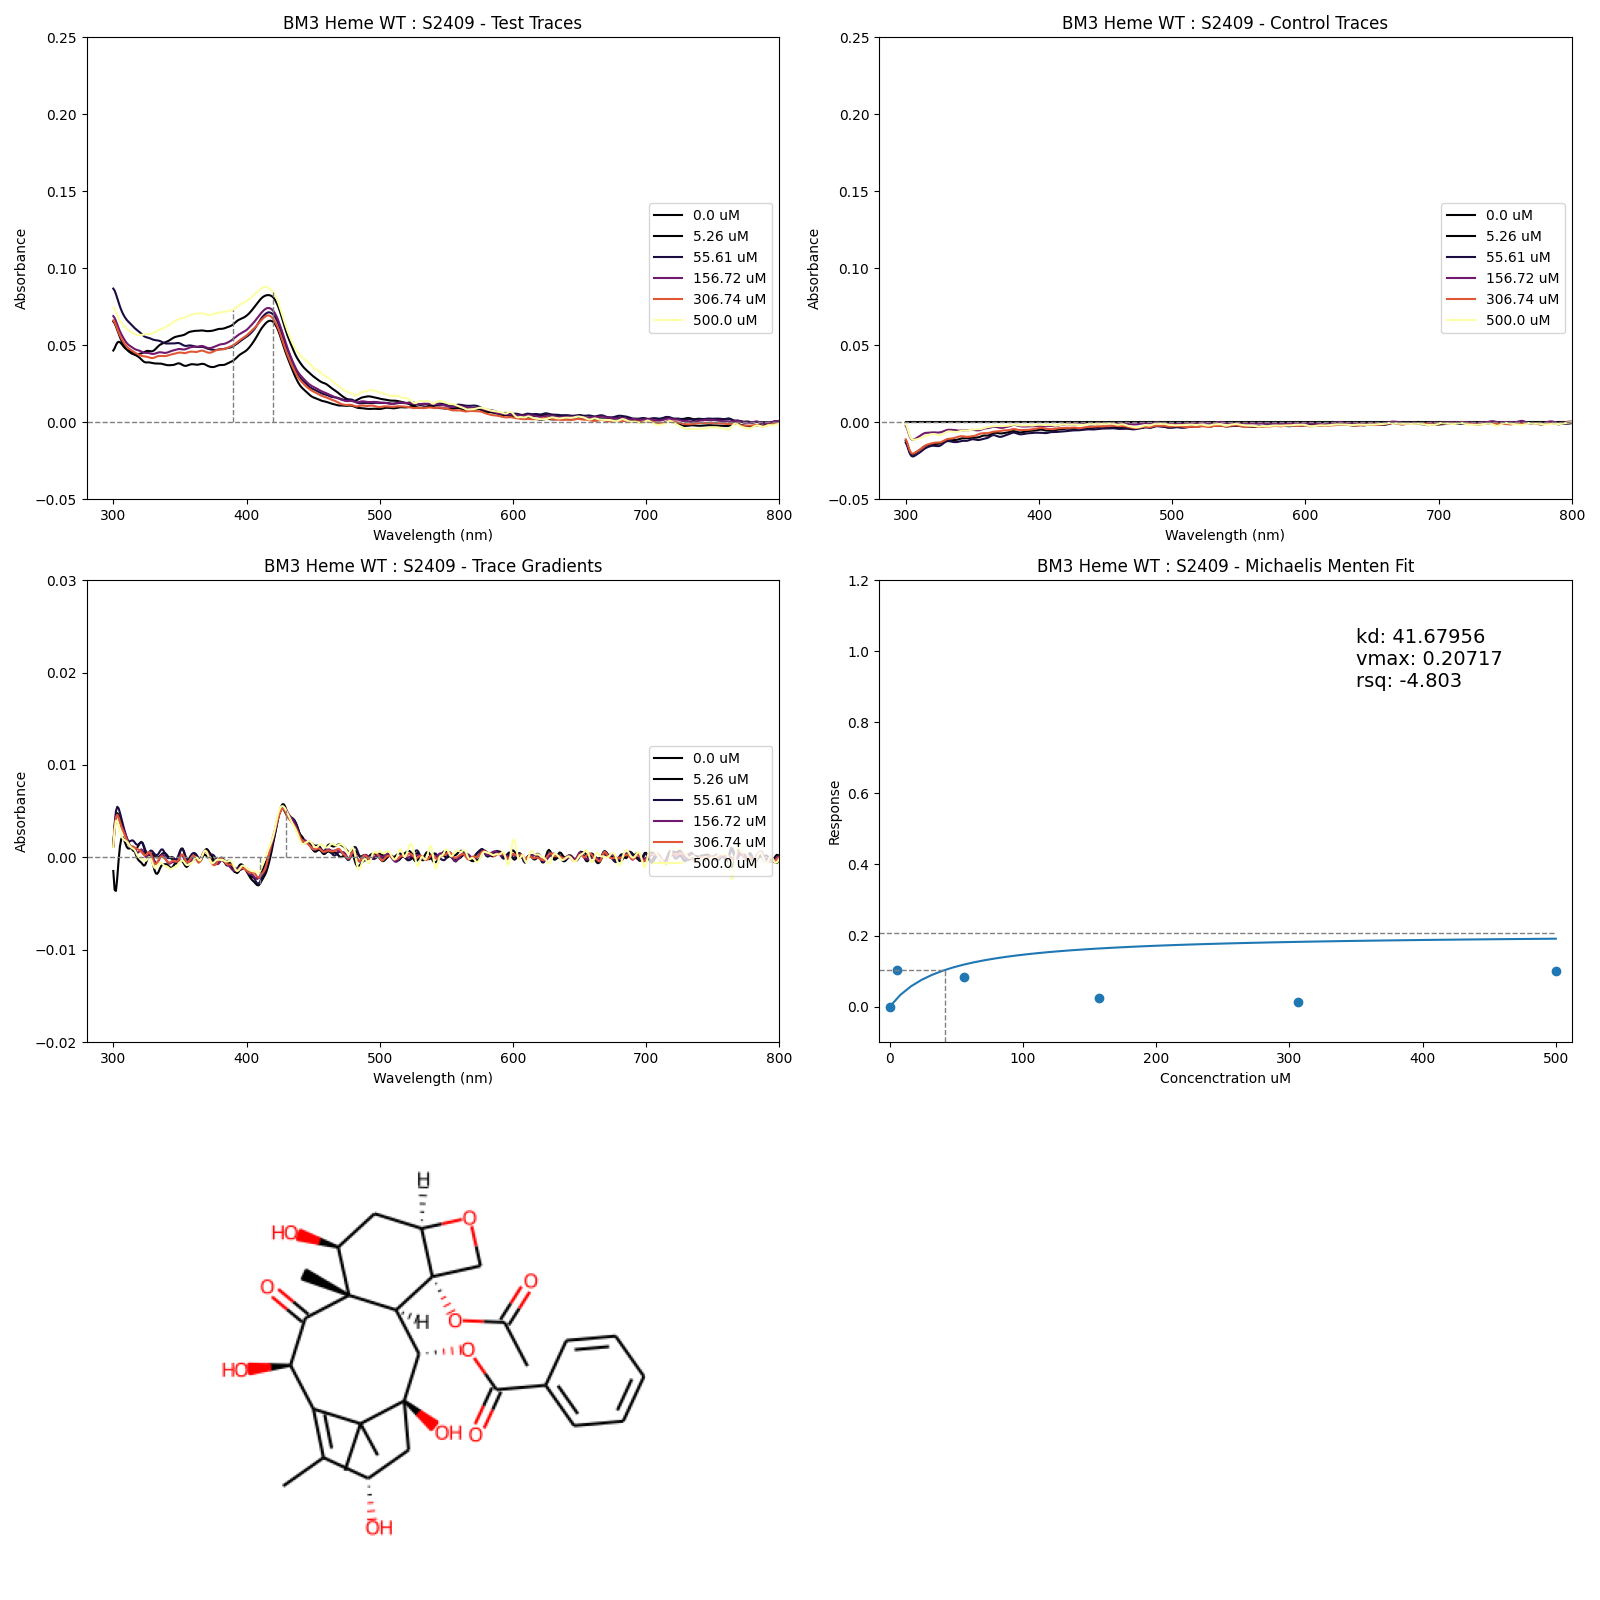 BM3 Heme WT : S2409 - Test Traces
Absorbance
0.25
0.20
0.15
0.10
0.05
0.00
−0.05
300 400 500 600 700 800
Wavelength (nm)
0.0 uM
5.26 uM
55.61 uM
156.72 uM
306.74 uM
500.0 uM
BM3 Heme WT : S2409 - Control Traces
Absorbance
0.25
0.20
0.15
0.10
0.05
0.00
−0.05
300 400 500 600 700 800
Wavelength (nm)
0.0 uM
5.26 uM
55.61 uM
156.72 uM
306.74 uM
500.0 uM
BM3 Heme WT : S2409 - Trace Gradients
Absorbance
0.03
0.02
0.01
0.00
−0.01
−0.02
300 400 500 600 700 800
Wavelength (nm)
0.0 uM
5.26 uM
55.61 uM
156.72 uM
306.74 uM
500.0 uM
BM3 Heme WT : S2409 - Michaelis Menten Fit
Response
1.2
1.0
0.8
0.6
0.4
0.2
0.0
0 100 200 300 400 500
Concenctration uM
kd: 41.67956
vmax: 0.20717
rsq: -4.803
H
HO
O
O
O
H
O
O
HO
OH
O
OH